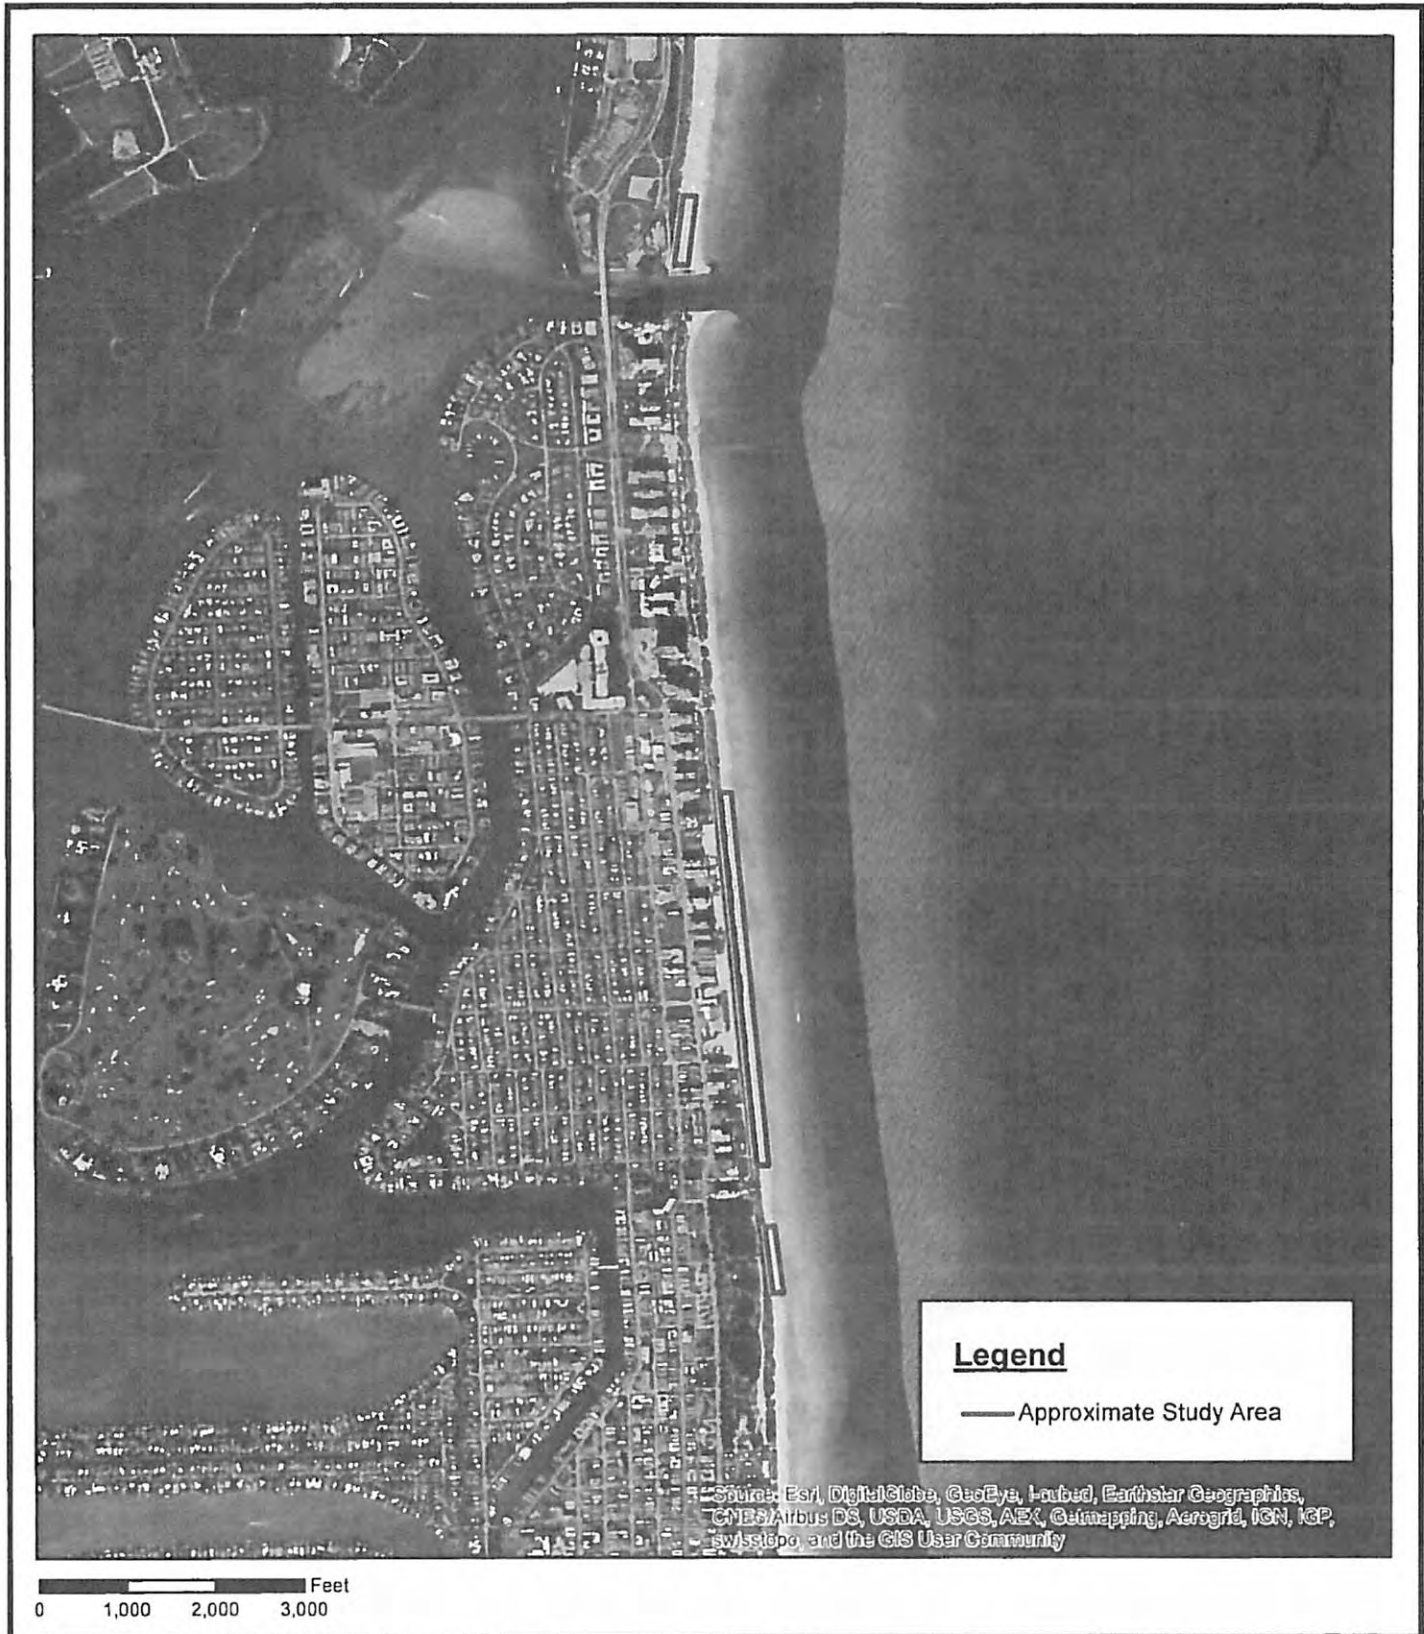 N
Legend
Approximate Study Area
Source: Esri, DigitalGlobe, GeoEye, i-cubed, Earthstar Geographics,
CNES/Airbus DS, USDA, USGS, AEX, Getmapping, Aerogrid, IGN, IGP,
swisstopo, and the GIS User Community
Feet
0 1,000 2,000 3,000